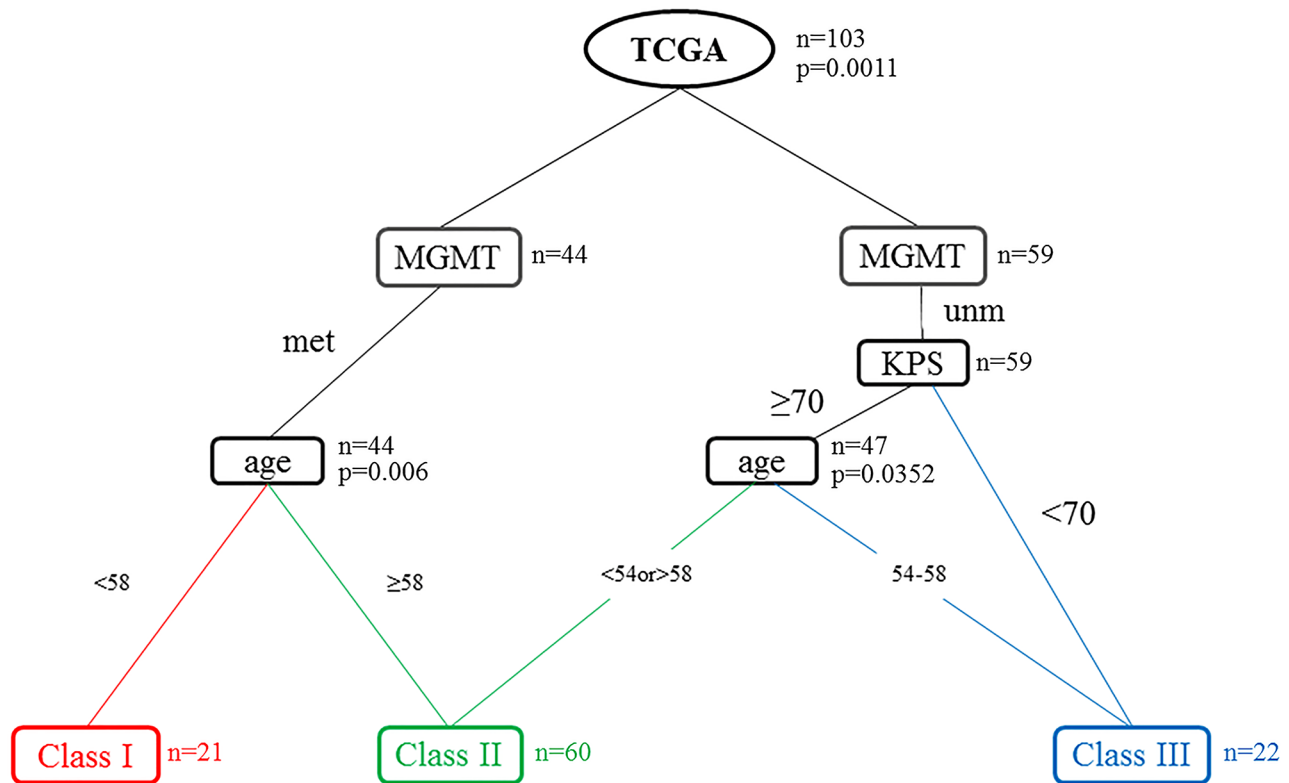 TCGA
n=103
p=0.0011
MGMT
n=44
MGMT
n=59
met
unm
KPS
n=59
≥70
age
n=44
p=0.006
age
n=47
p=0.0352
<70
<58
≥58
<54or>58
54-58
Class I
n=21
Class II
n=60
Class III
n=22